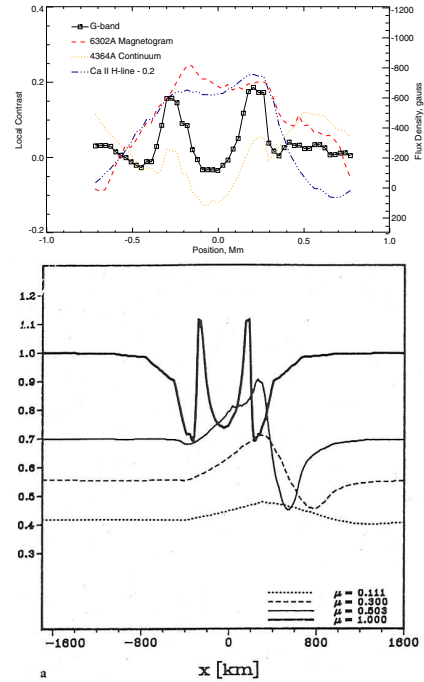 G-band
6302A Magnetogram
4364A Continuum
Ca II H-line - 0.2
0.4
0.2
0.0
-0.2
Local Contrast
-1.0 -0.5 0.0 0.5 1.0
Position, Mm
-1200
-1000
-800
-600
-400
-200
0
200
Flux Density, gauss
1.2
1.1
1.0
0.9
0.8
0.7
0.6
0.5
0.4
0.3
μ = 0.111
μ = 0.300
μ = 0.503
μ = 1.000
-1600 -800 0 800 1600
x [km]
a